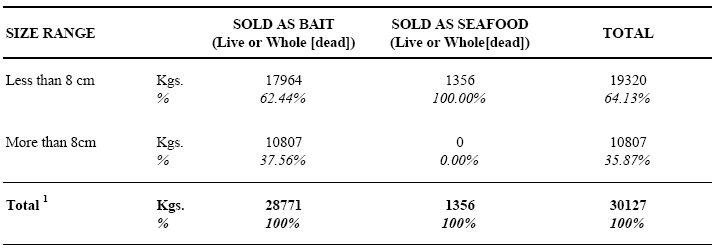 SIZE RANGE SOLD AS BAIT (Live or Whole [dead]) SOLD AS SEAFOOD (Live or Whole[dead]) TOTAL
Less than 8 cm Kgs. 17964 1356 19320
% 62.44% 100.00% 64.13%
More than 8cm Kgs. 10807 0 10807
% 37.56% 0.00% 35.87%
Total 1 Kgs. 28771 1356 30127
% 100% 100% 100%